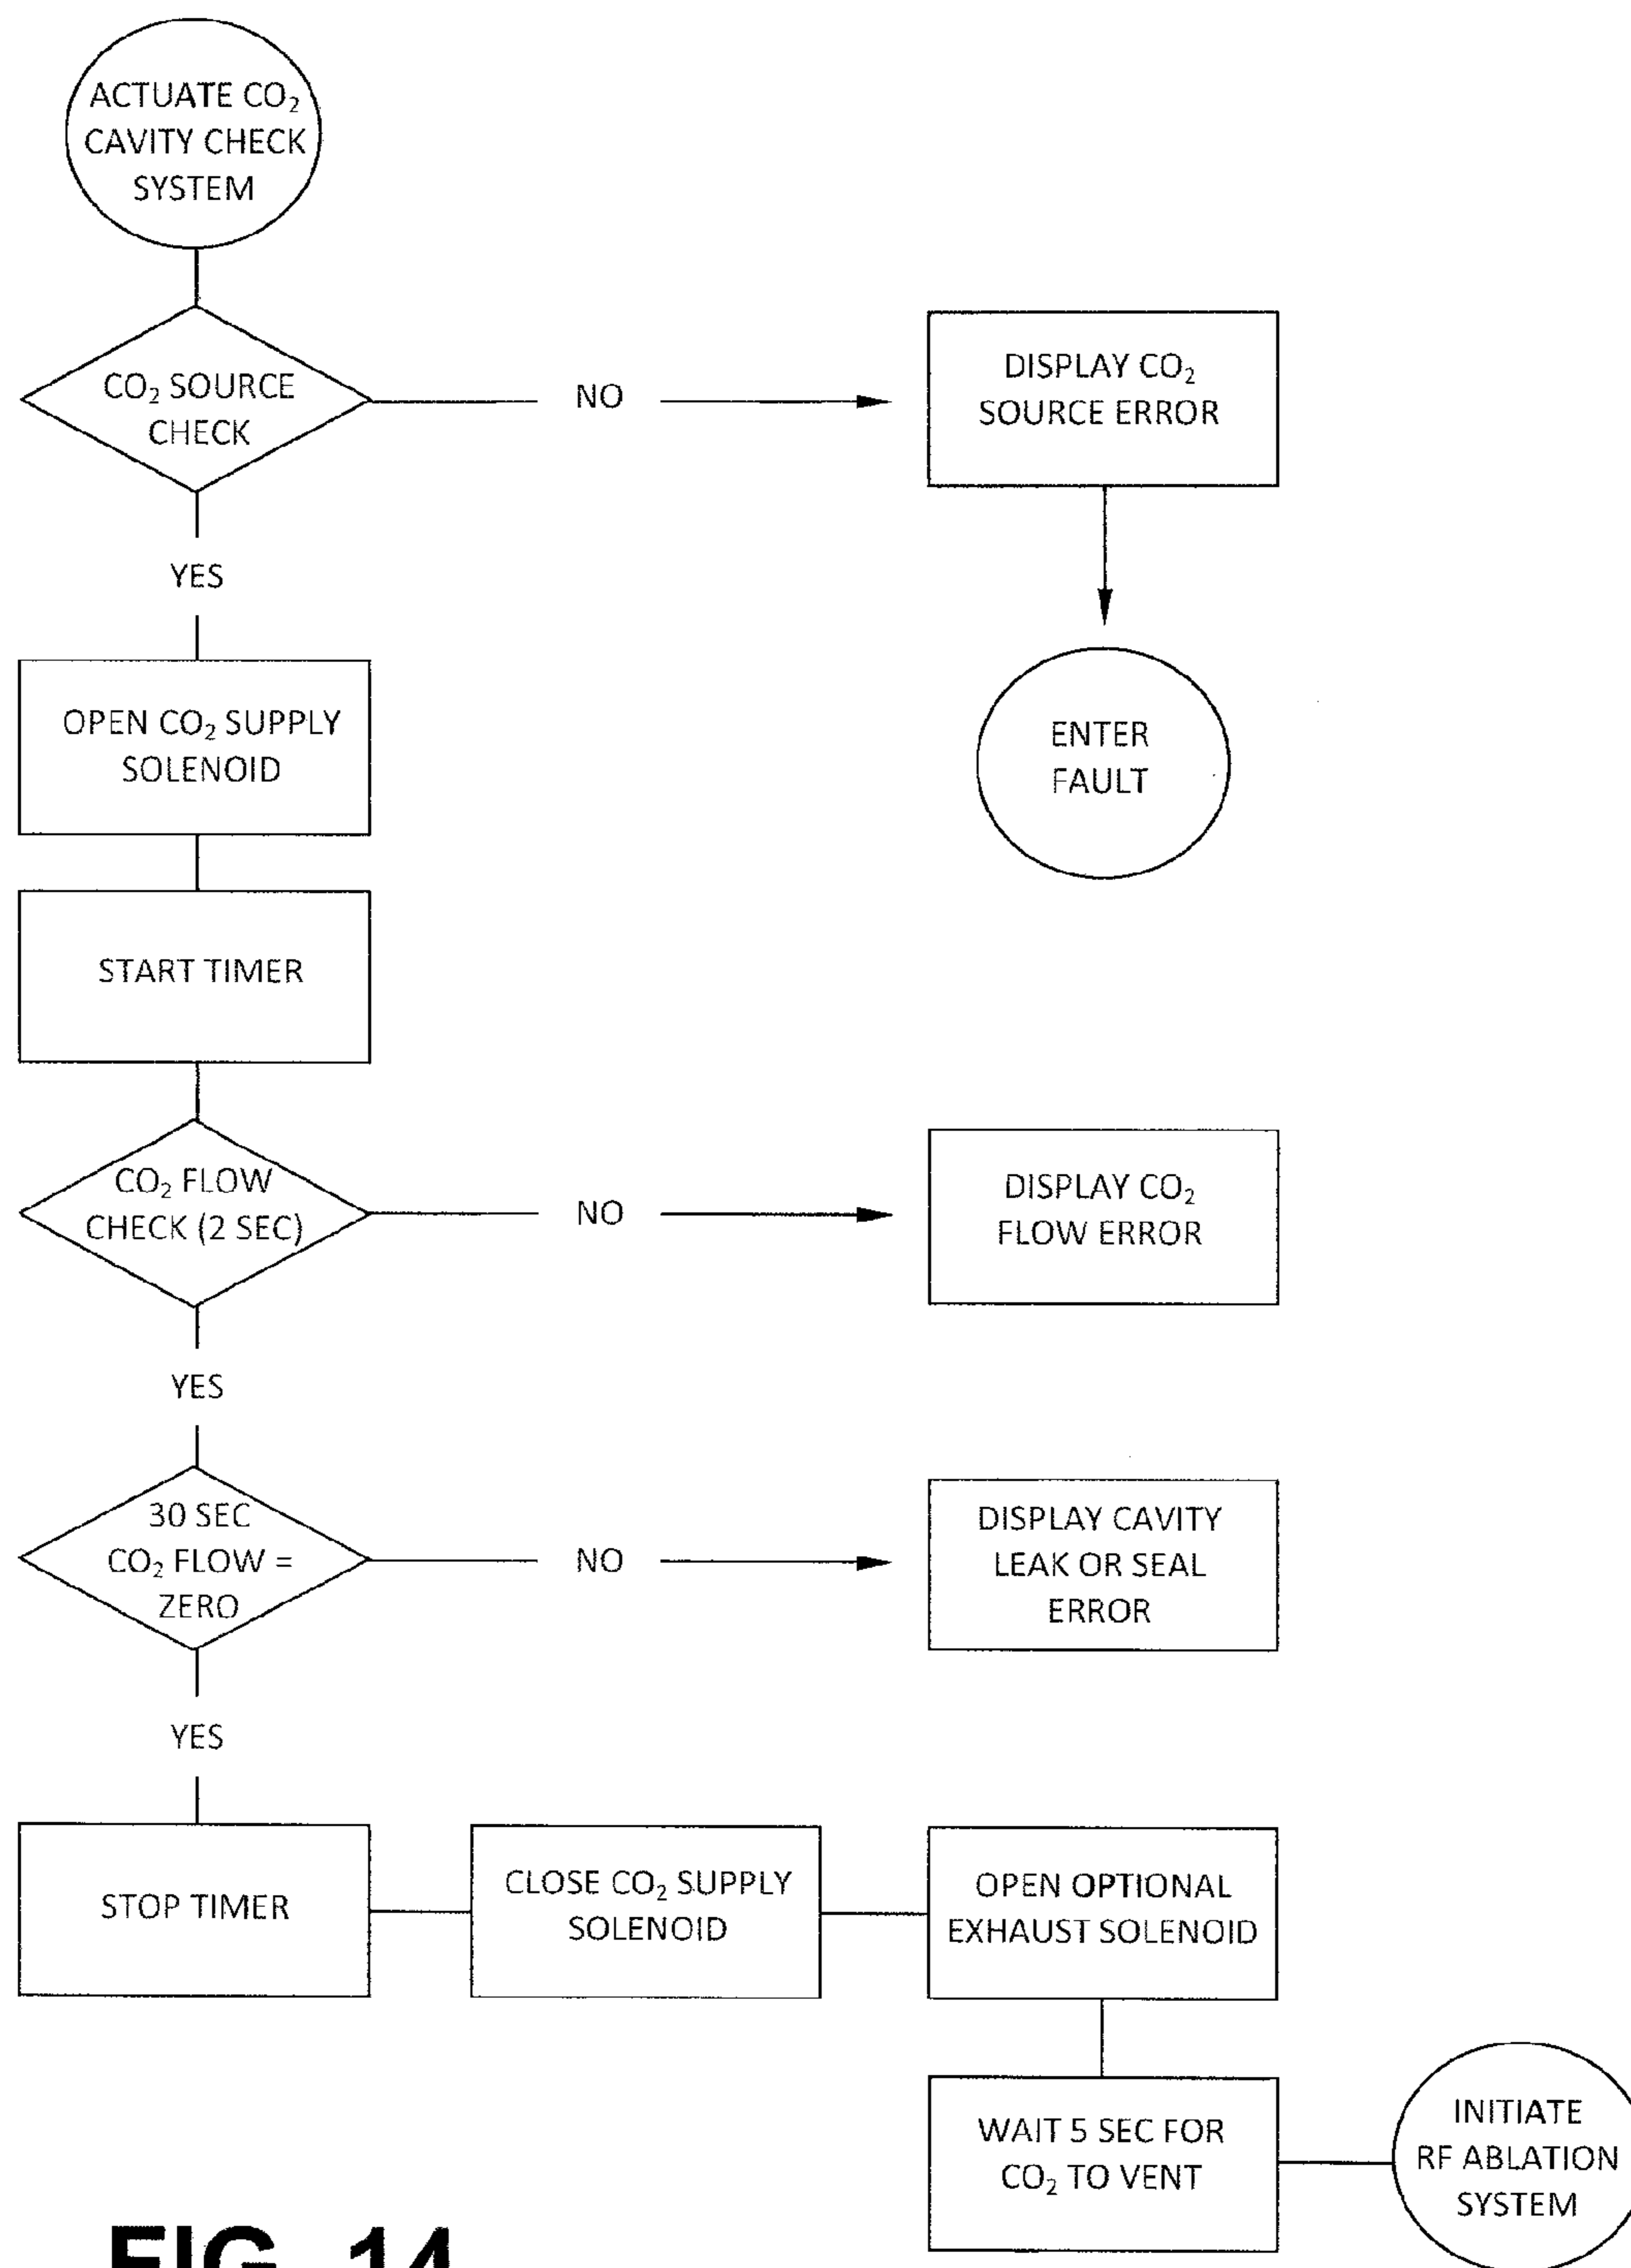 ACTUATE CO₂
CAVITY CHECK
SYSTEM
CO₂ SOURCE
CHECK
NO
DISPLAY CO₂
SOURCE ERROR
YES
ENTER
FAULT
OPEN CO₂ SUPPLY
SOLENOID
START TIMER
CO₂ FLOW
CHECK (2 SEC)
NO
DISPLAY CO₂
FLOW ERROR
YES
30 SEC
CO₂ FLOW =
ZERO
NO
DISPLAY CAVITY
LEAK OR SEAL
ERROR
YES
STOP TIMER
CLOSE CO₂ SUPPLY
SOLENOID
OPEN OPTIONAL
EXHAUST SOLENOID
WAIT 5 SEC FOR
CO₂ TO VENT
INITIATE
RF ABLATION
SYSTEM
FIG. 14